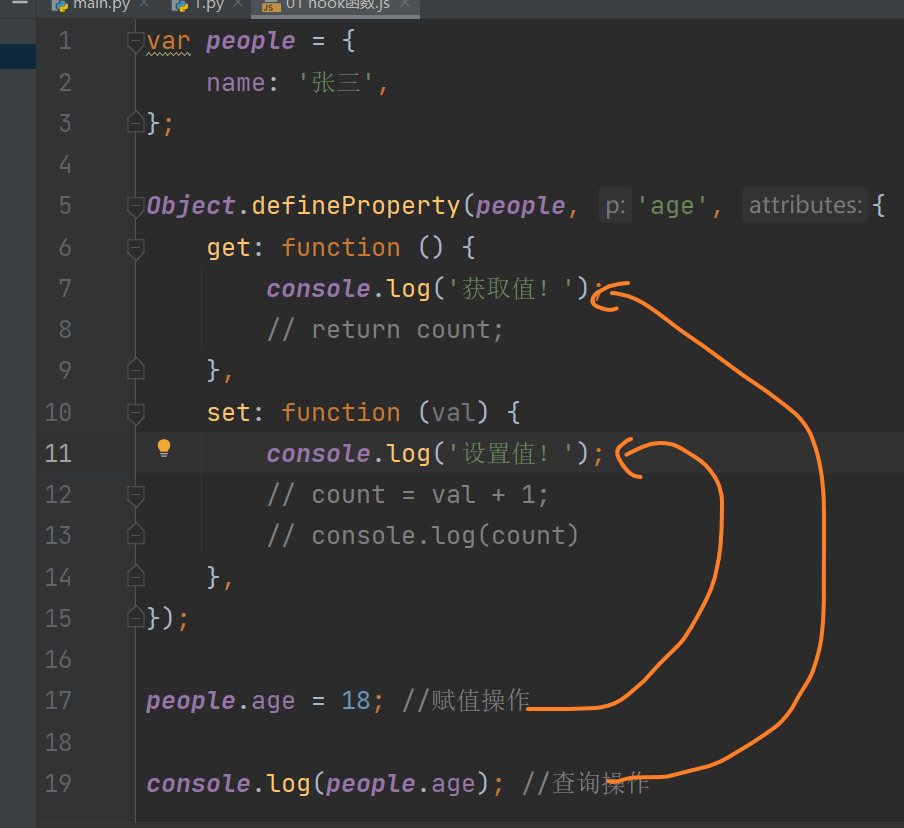 main.py 1.py 01 hook函数.js
1 var people = {
2 name: '张三',
3 };
4
5 Object.defineProperty(people, p: 'age', attributes: {
6 get: function () {
7 console.log('获取值！');
8 // return count;
9 },
10 set: function (val) {
11 console.log('设置值！');
12 // count = val + 1;
13 // console.log(count)
14 },
15 });
16
17 people.age = 18; //赋值操作
18
19 console.log(people.age); //查询操作